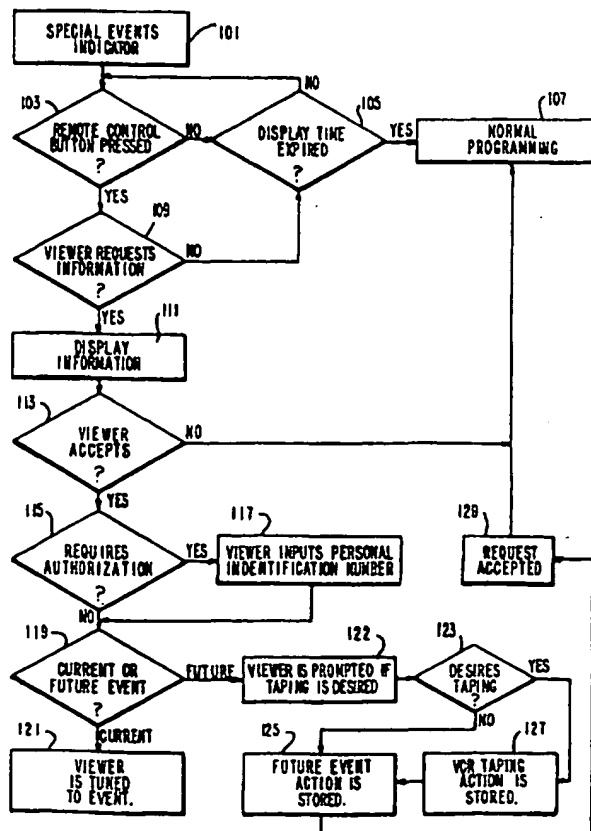 SPECIAL EVENTS
INDICATOR
101
NO
103
105
107
REMOTE CONTROL
BUTTON PRESSED
?
NO
DISPLAY TIME
EXPIRED
?
YES
NORMAL
PROGRAMMING
YES
109
VIEWER REQUESTS
INFORMATION
?
NO
YES
111
DISPLAY
INFORMATION
113
VIEWER
ACCEPTS
?
NO
YES
115
117
128
REQUIRES
AUTHORIZATION
?
YES
VIEWER INPUTS PERSONAL
INDENTIFICATION NUMBER
REQUEST
ACCEPTED
NO
119
122
123
CURRENT OR
FUTURE EVENT
?
FUTURE
VIEWER IS PROMPTED IF
TAPING IS DESIRED
DESIRES
TAPING
?
YES
NO
CURRENT
121
125
127
VIEWER
IS TUNED
TO EVENT.
FUTURE EVENT
ACTION IS
STORED.
VCR TAPING
ACTION IS
STORED.